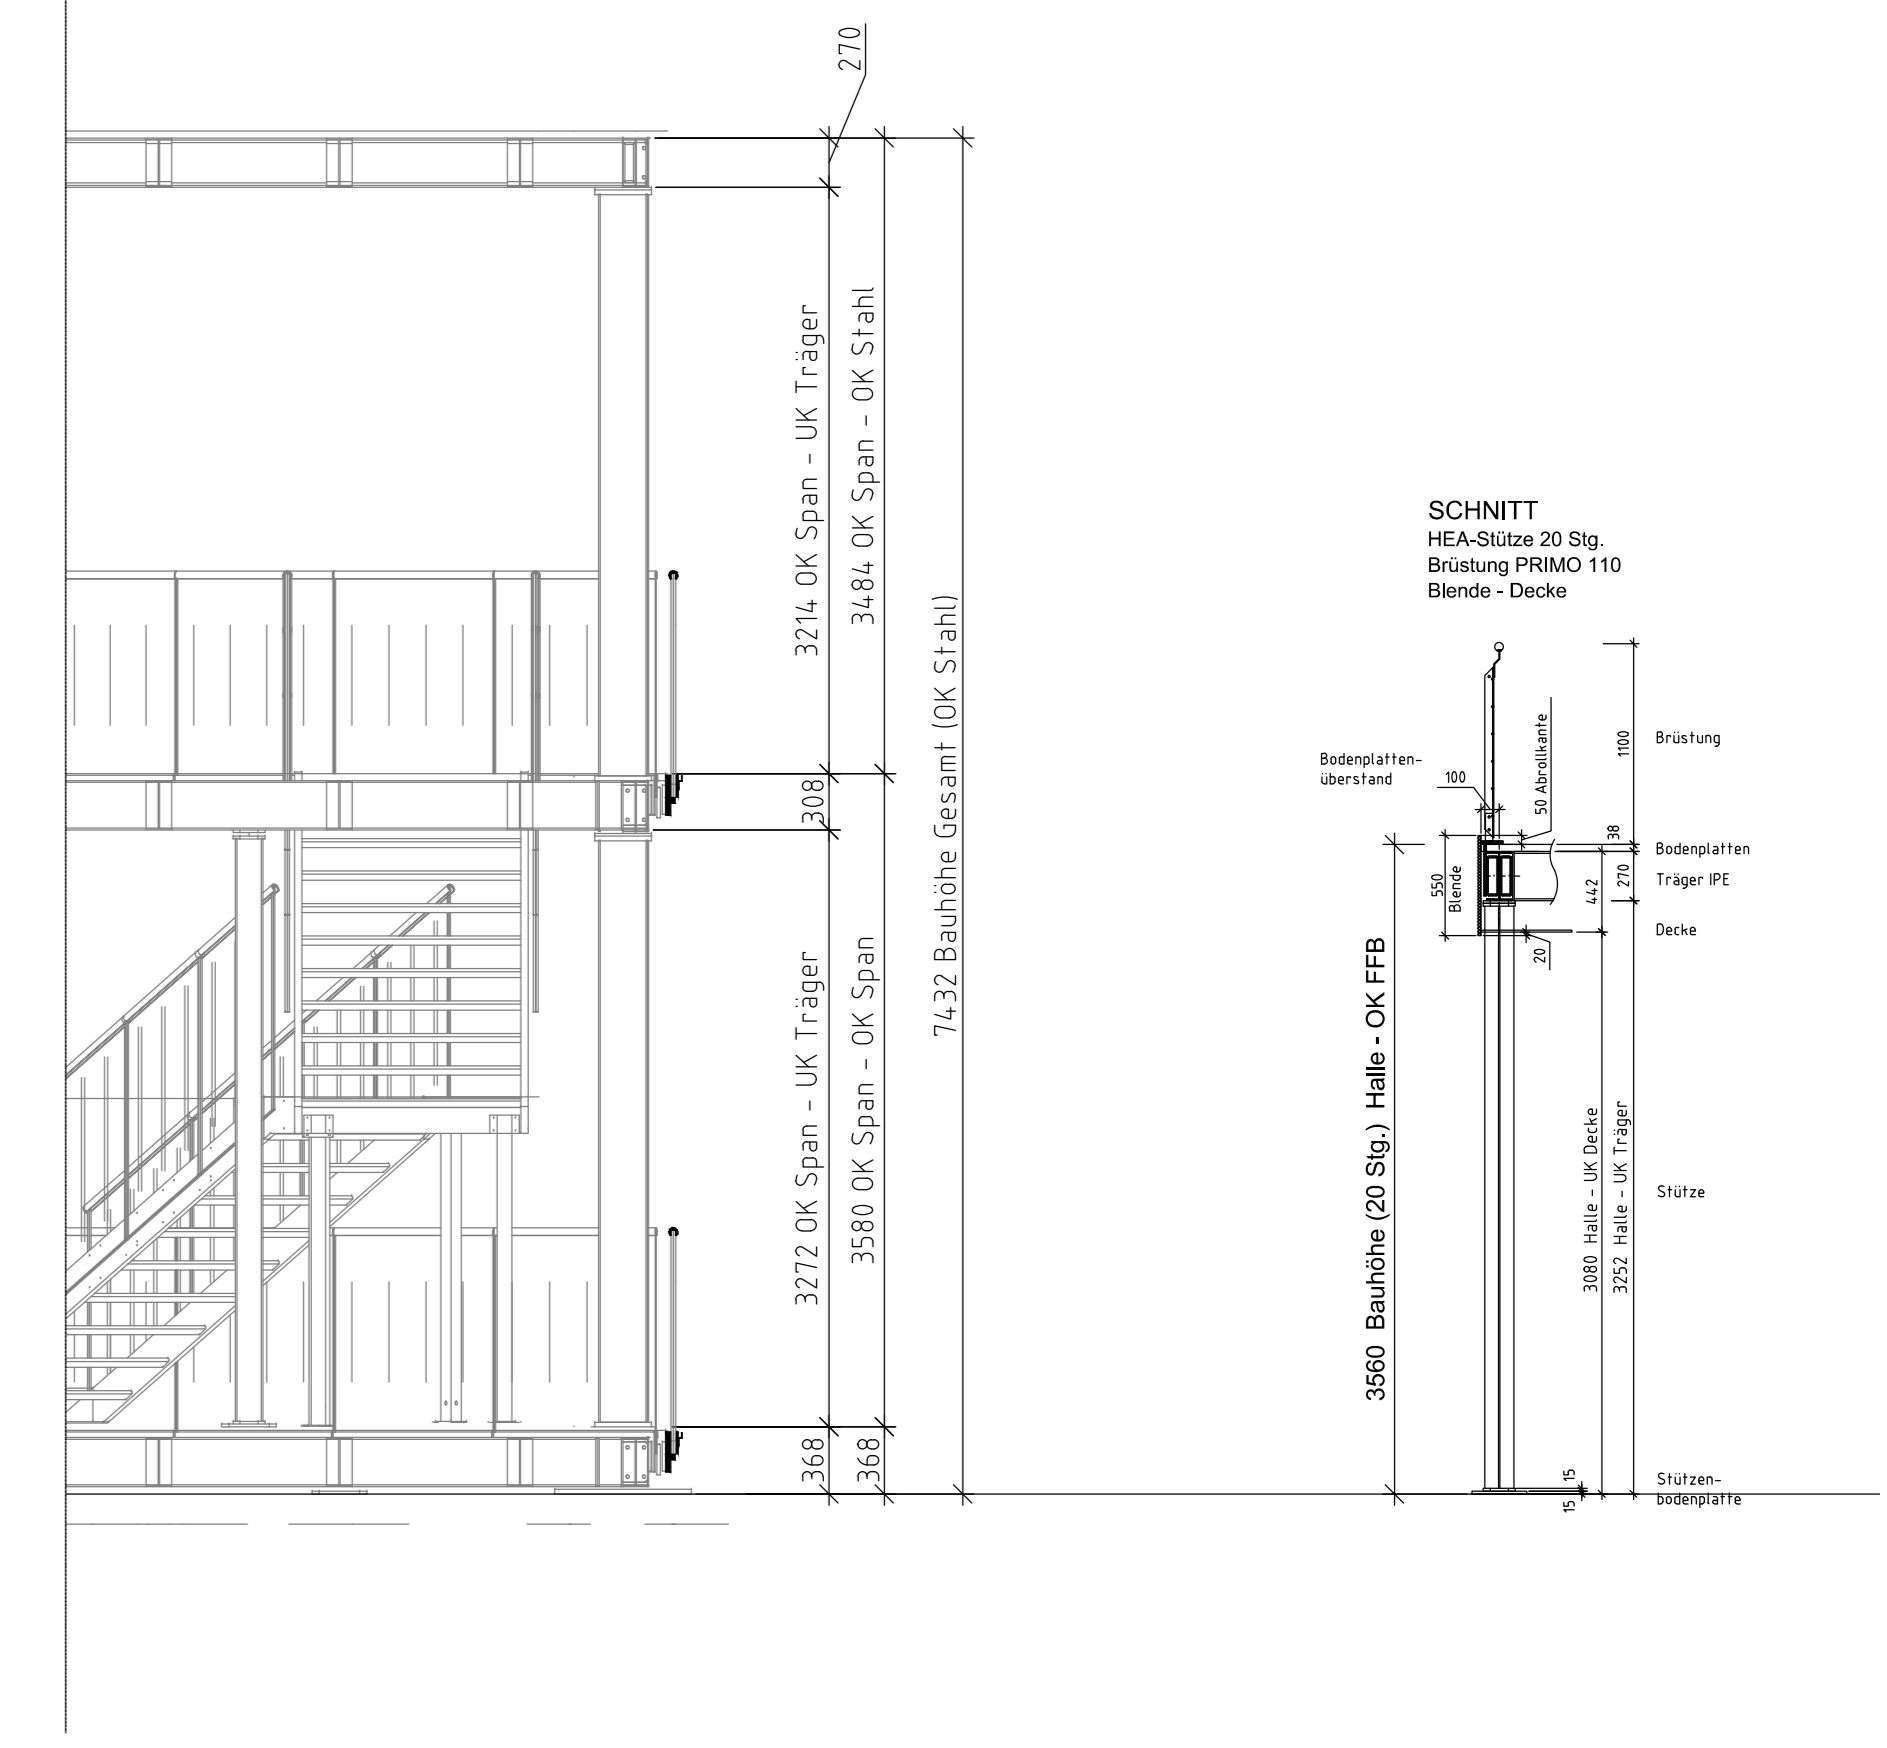 270
3214 OK Span - UK Träger
3484 OK Span - OK Stahl
7432 Bauhöhe Gesamt (OK Stahl)
308
3272 OK Span - UK Träger
3580 OK Span - OK Span
368
368
SCHNITT
HEA-Stütze 20 Stg.
Brüstung PRIMO 110
Blende - Decke
Bodenplatten-
überstand
100
50 Abrollkante
1100
Brüstung
38
Bodenplatten
270
Träger IPE
442
550
Blende
Decke
20
3560 Bauhöhe (20 Stg.) Halle - OK FFB
3080 Halle - UK Decke
3252 Halle - UK Träger
Stütze
15
15
Stützen-
bodenplatte